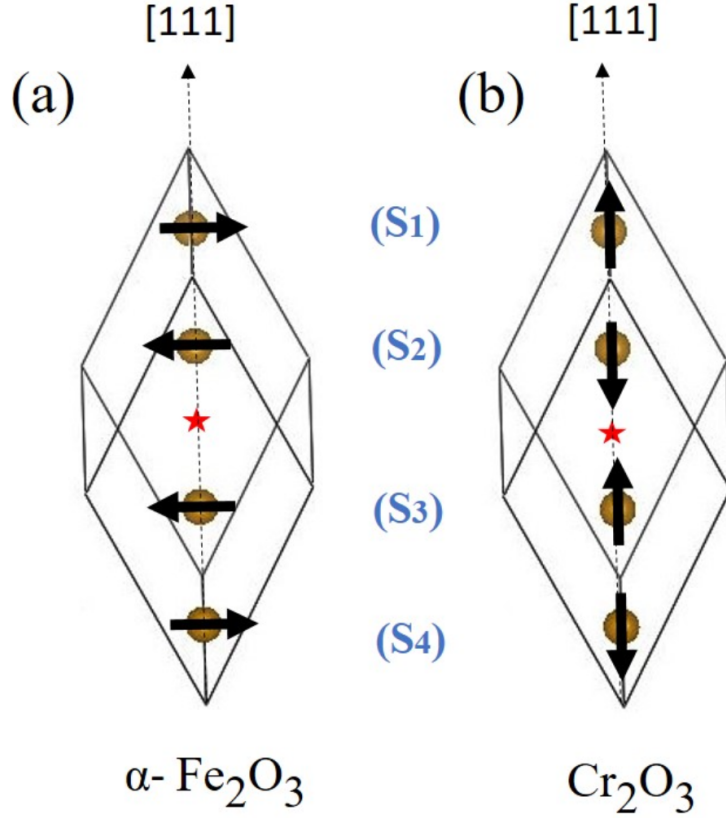 [111]
[111]
(a)
(b)
(S1)
(S2)
(S3)
(S4)
α- Fe2O3
Cr2O3